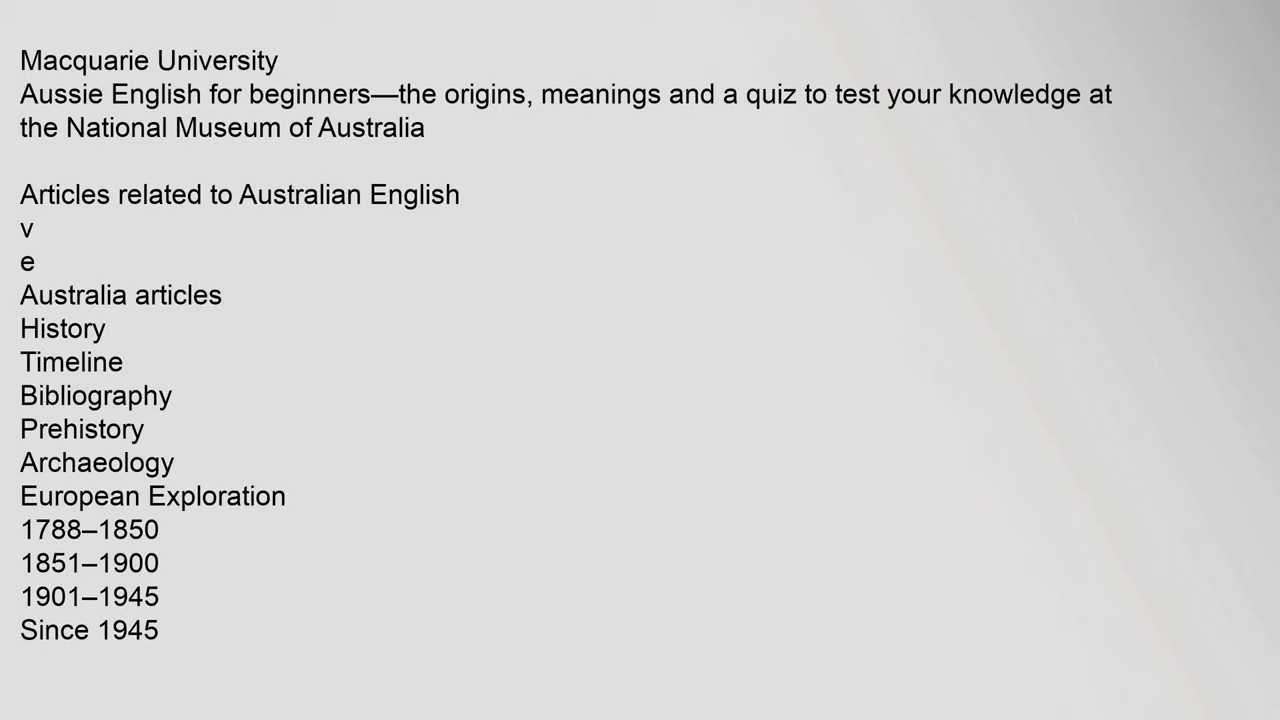 Macquarie University
Aussie English for beginners—the origins, meanings and a quiz to test your knowledge at
the National Museum of Australia
Articles related to Australian English
v
e
Australia articles
History
Timeline
Bibliography
Prehistory
Archaeology
European Exploration
1788–1850
1851–1900
1901–1945
Since 1945